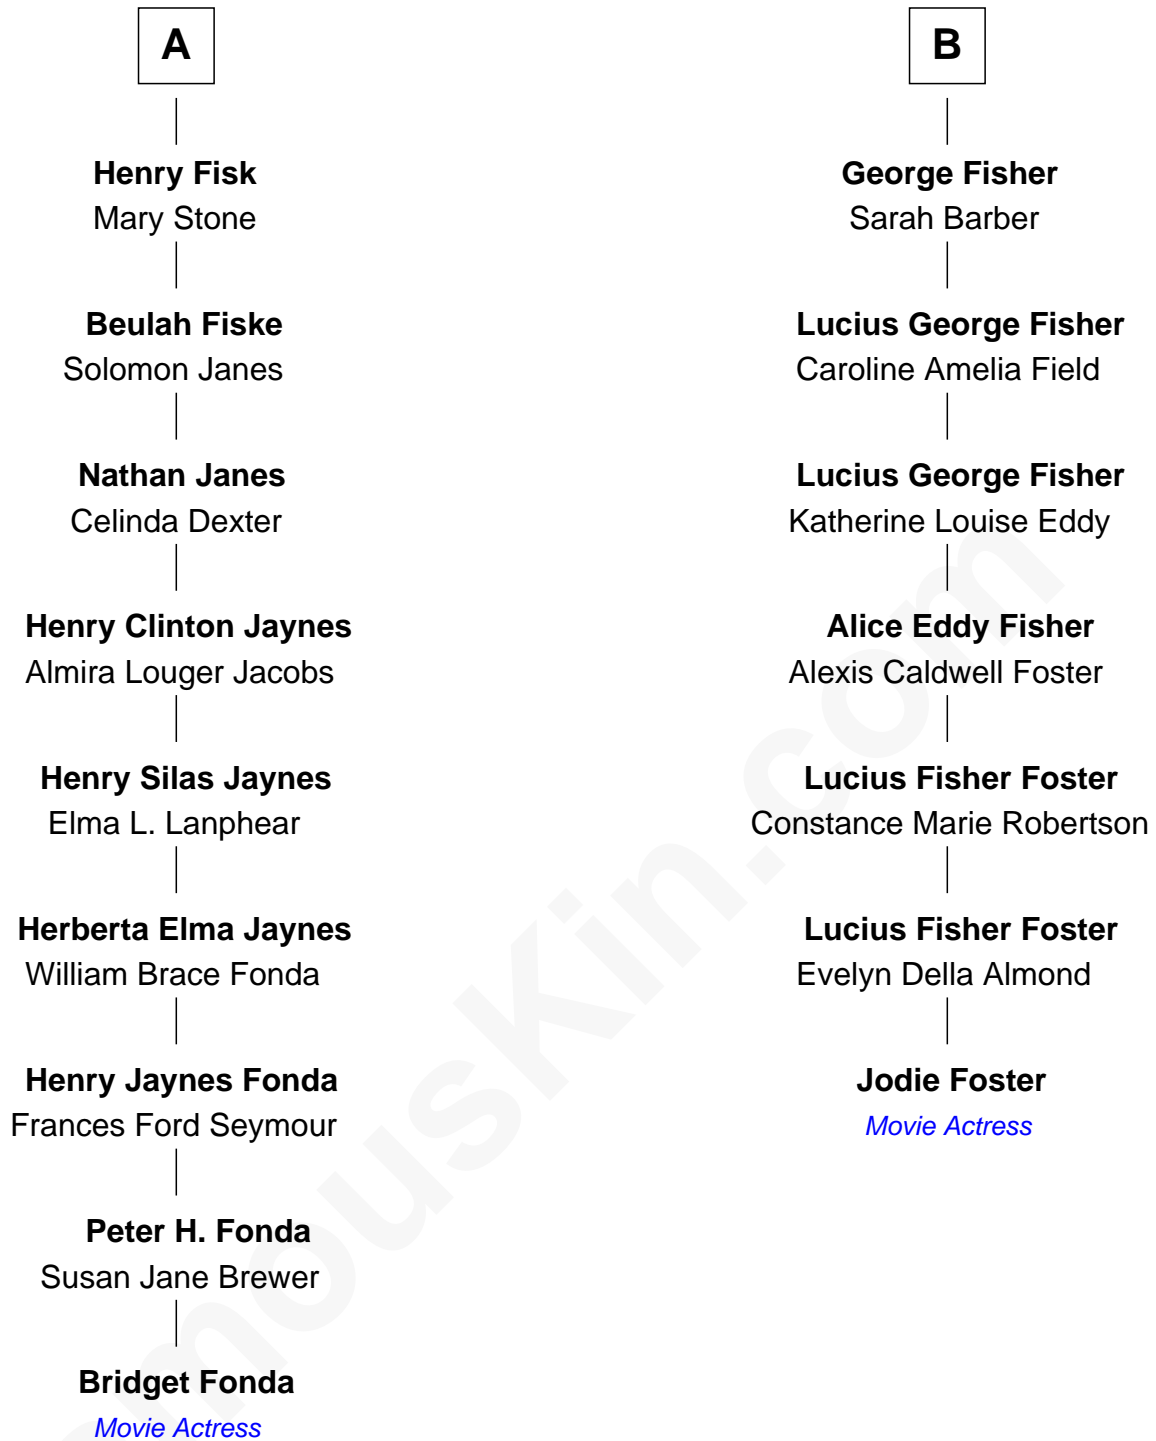 A
Henry Fisk
Mary Stone
Beulah Fiske
Solomon Janes
Nathan Janes
Celinda Dexter
Henry Clinton Jaynes
Almira Louger Jacobs
Henry Silas Jaynes
Elma L. Lanphear
Herberta Elma Jaynes
William Brace Fonda
Henry Jaynes Fonda
Frances Ford Seymour
Peter H. Fonda
Susan Jane Brewer
Bridget Fonda
Movie Actress
B
George Fisher
Sarah Barber
Lucius George Fisher
Caroline Amelia Field
Lucius George Fisher
Katherine Louise Eddy
Alice Eddy Fisher
Alexis Caldwell Foster
Lucius Fisher Foster
Constance Marie Robertson
Lucius Fisher Foster
Evelyn Della Almond
Jodie Foster
Movie Actress
mouskin.com